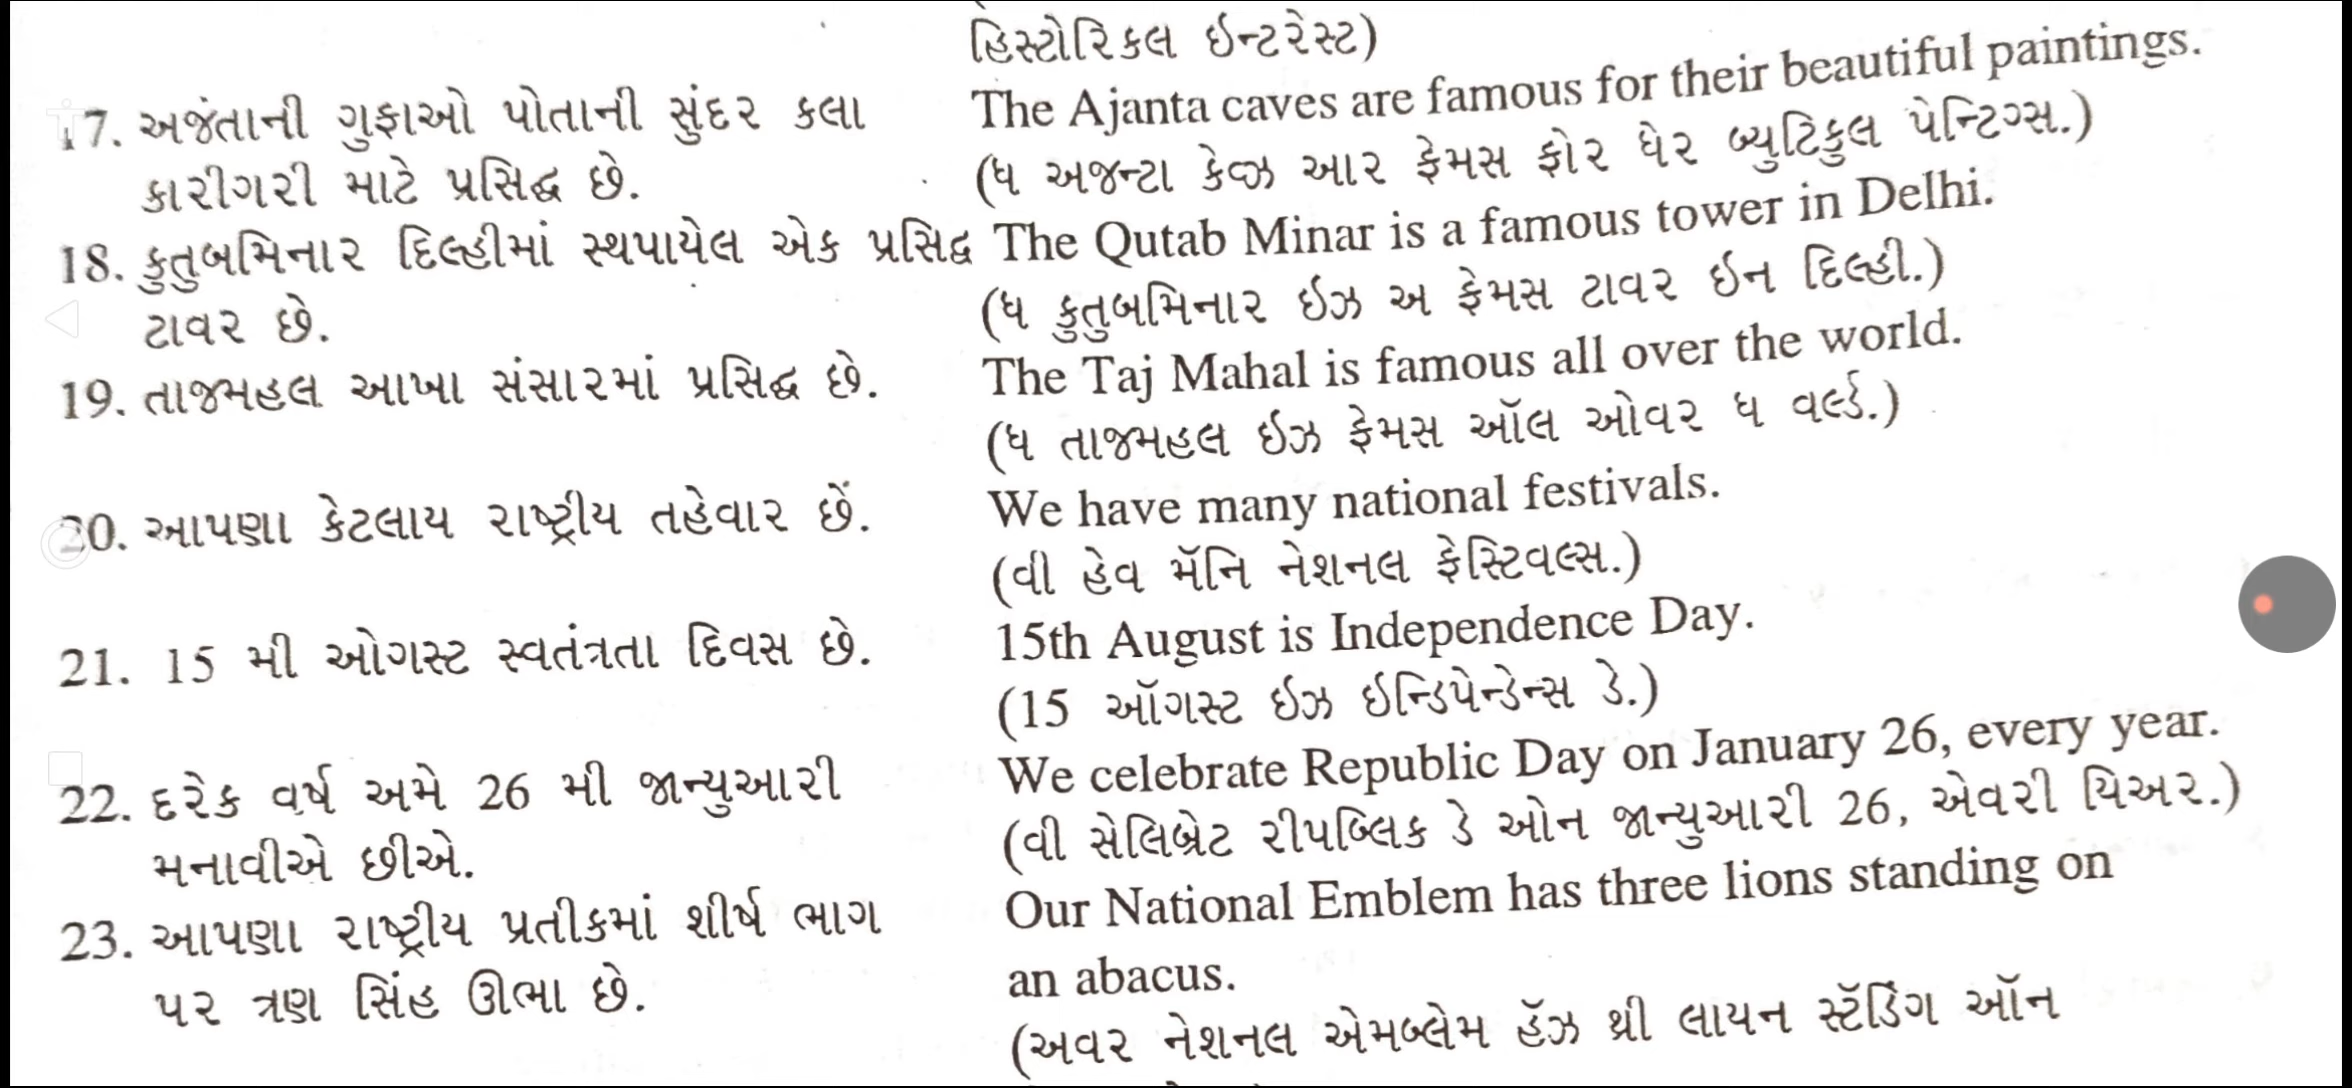 હિસ્ટોરિકલ ઇન્ટરેસ્ટ)
17. અજંતાની ગુફાઓ પોતાની સુંદર કલા
કારીગરી માટે પ્રસિદ્ધ છે.
The Ajanta caves are famous for their beautiful paintings.
(ધ અજન્ટા કેવ્ઝ આર ફેમસ ફોર ધેર બ્યુટિફુલ પેન્ટિગ્સ.)
18. કુતુબમિનાર દિલ્હીમાં સ્થપાયેલ એક પ્રસિદ્ધ
ટાવર છે.
The Qutab Minar is a famous tower in Delhi.
(ધ કુતુબમિનાર ઇઝ અ ફેમસ ટાવર ઇન દિલ્હી.)
19. તાજમહલ આખા સંસારમાં પ્રસિદ્ધ છે.
The Taj Mahal is famous all over the world.
(ધ તાજમહલ ઇઝ ફેમસ ઑલ ઓવર ધ વર્લ્ડ.)
20. આપણા કેટલાય રાષ્ટ્રીય તહેવાર છેં.
We have many national festivals.
(વી હેવ મૅનિ નેશનલ ફેસ્ટિવલ્સ.)
21. 15 મી ઓગસ્ટ સ્વતંત્રતા દિવસ છે.
15th August is Independence Day.
(15 ઑગસ્ટ ઇઝ ઇન્ડિપેન્ડેન્સ ડે.)
22. દરેક વર્ષ અમે 26 મી જાન્યુઆરી
મનાવીએ છીએ.
We celebrate Republic Day on January 26, every year.
(વી સેલિબ્રેટ રીપબ્લિક ડે ઓન જાન્યુઆરી 26, એવરી યિઅર.)
23. આપણા રાષ્ટ્રીય પ્રતીકમાં શીર્ષ ભાગ
પર ત્રણ સિંહ ઊભા છે.
Our National Emblem has three lions standing on
an abacus.
(અવર નેશનલ એમબ્લેમ હૅઝ થ્રી લાયન સ્ટૅડિંગ ઑન